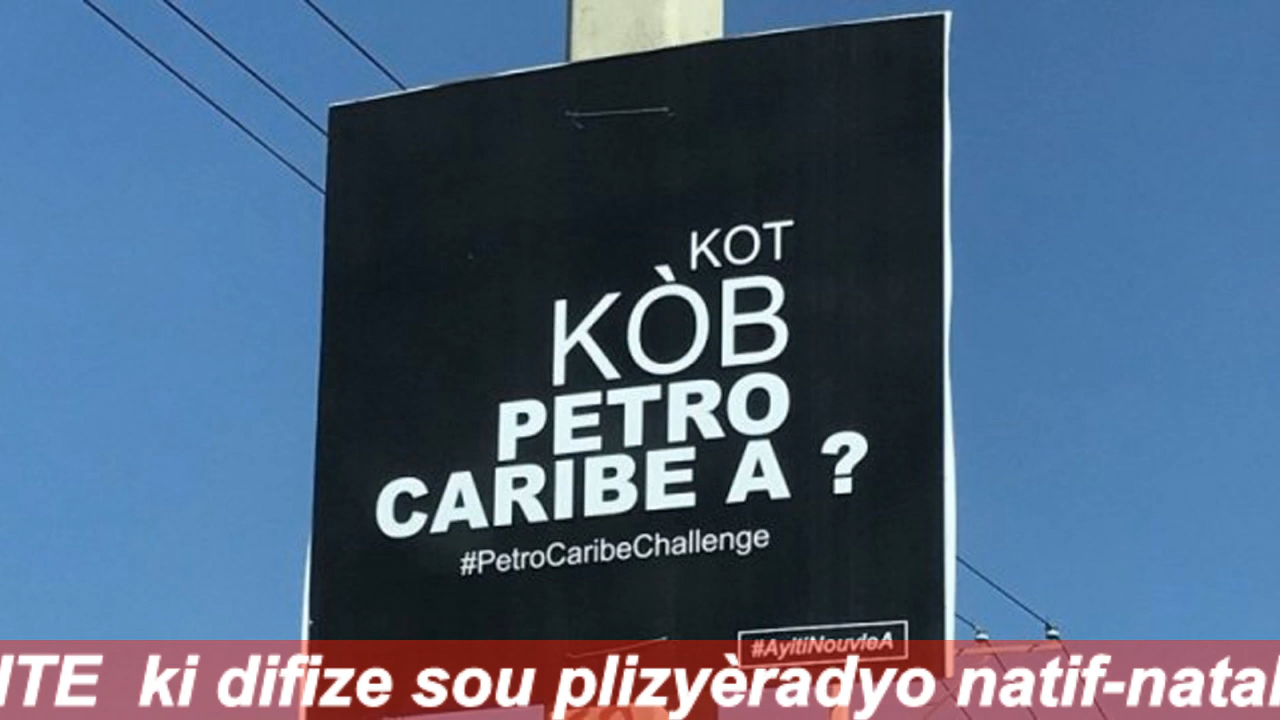 KOT
KÒB
PETRO
CARIBE A ?
#PetroCaribeChallenge
#AyitiNouvleA
ki difize sou plizyèradyo natif-natal